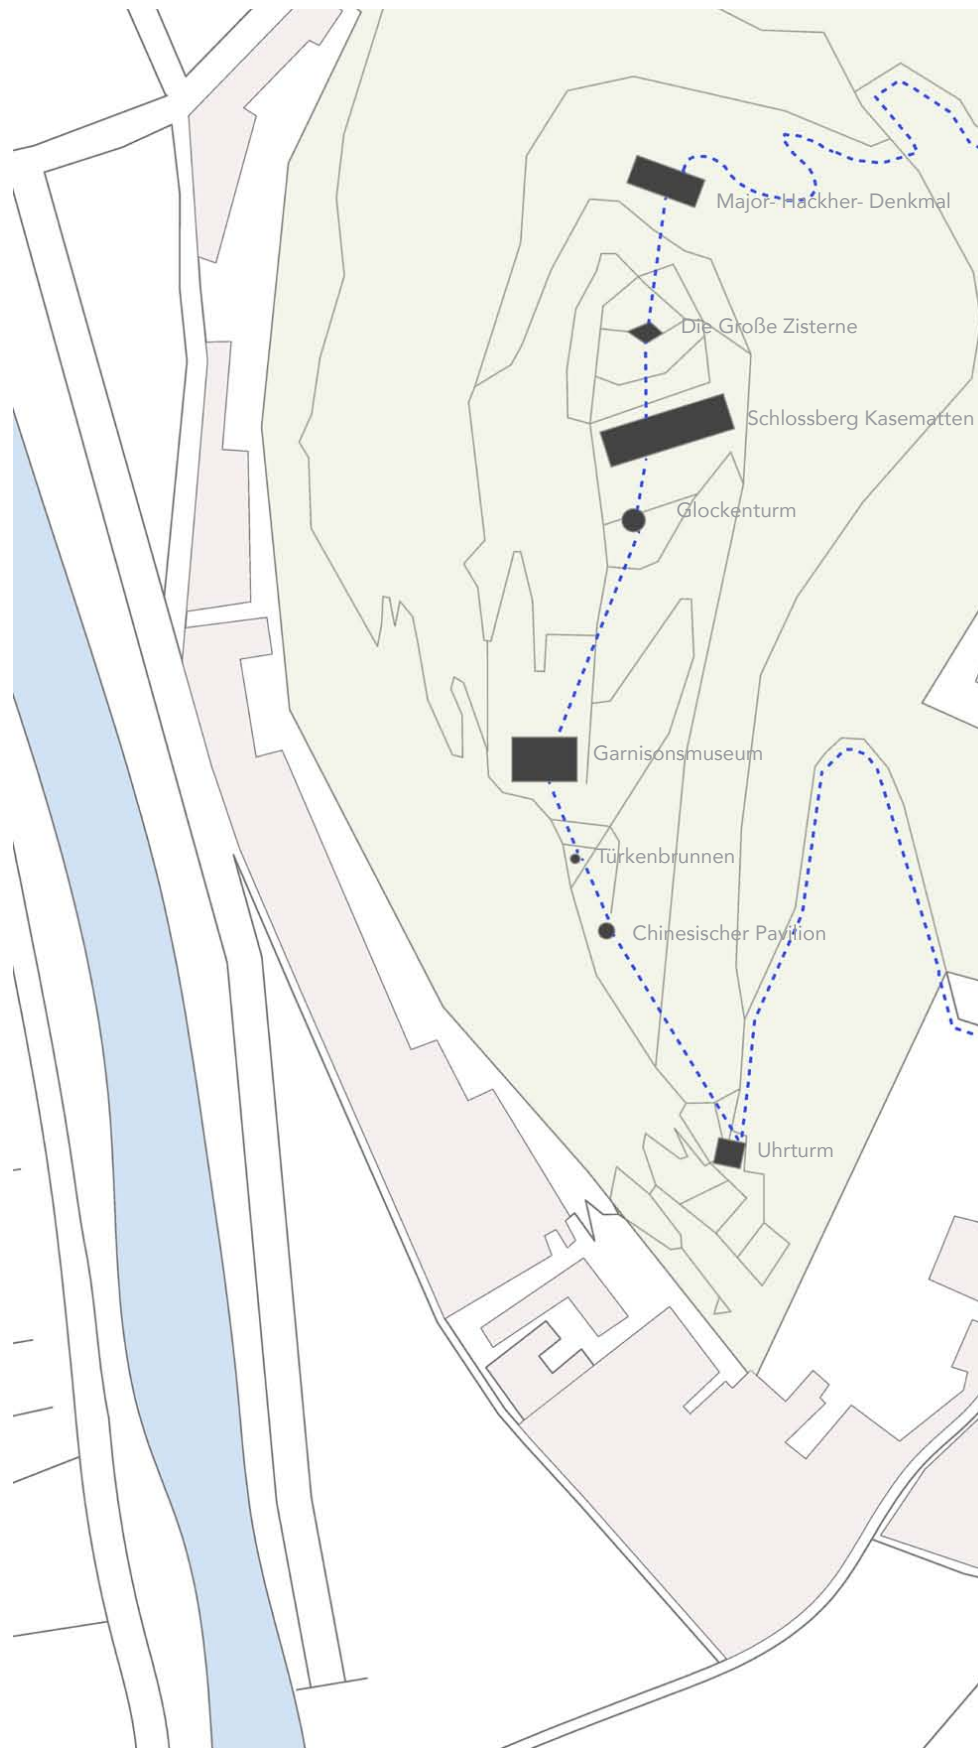 Major- Hackher- Denkmal
Die Große Zisterne
Schlossberg Kasematten
Glockenturm
Garnisonsmuseum
Türkenbrunnen
Chinesischer Pavilion
Uhrturm